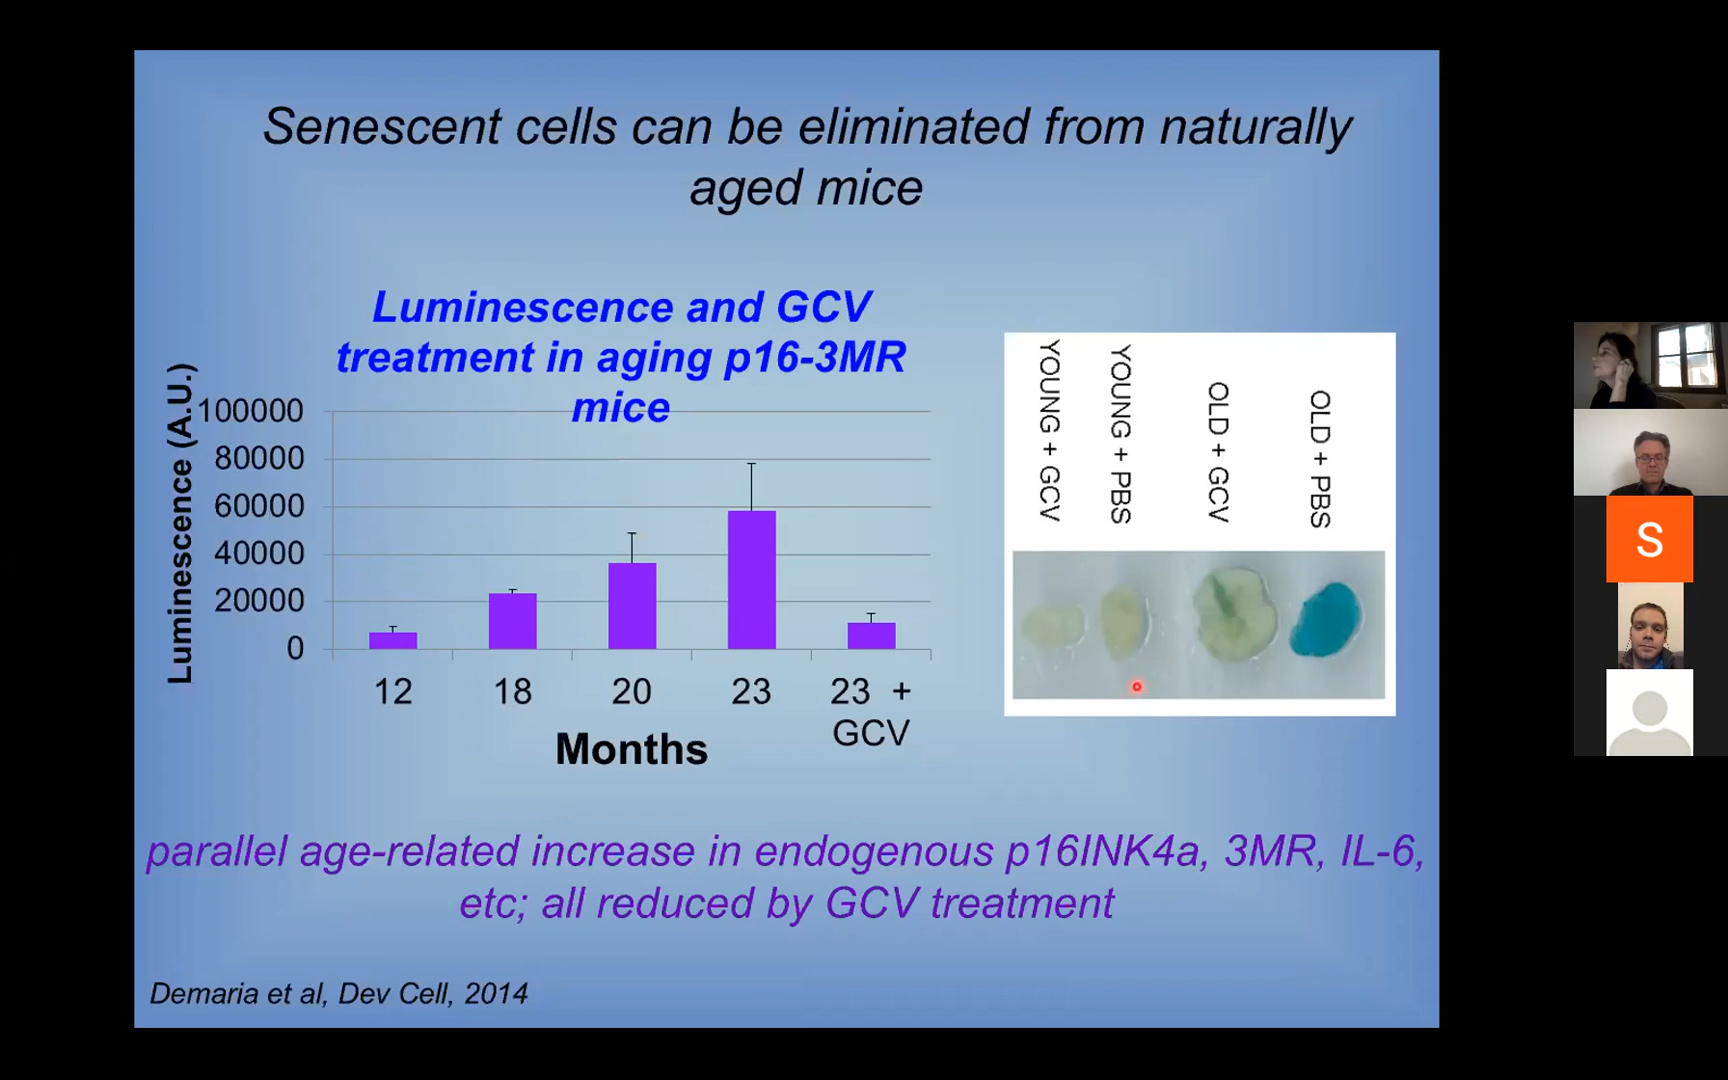 Senescent cells can be eliminated from naturally
aged mice
Luminescence and GCV
treatment in aging p16-3MR
mice
Luminescence (A.U.)
100000
80000
60000
40000
20000
0
12
18
20
23
23 +
GCV
Months
YOUNG + GCV
YOUNG + PBS
OLD + GCV
OLD + PBS
parallel age-related increase in endogenous p16INK4a, 3MR, IL-6,
etc; all reduced by GCV treatment
Demaria et al, Dev Cell, 2014
S